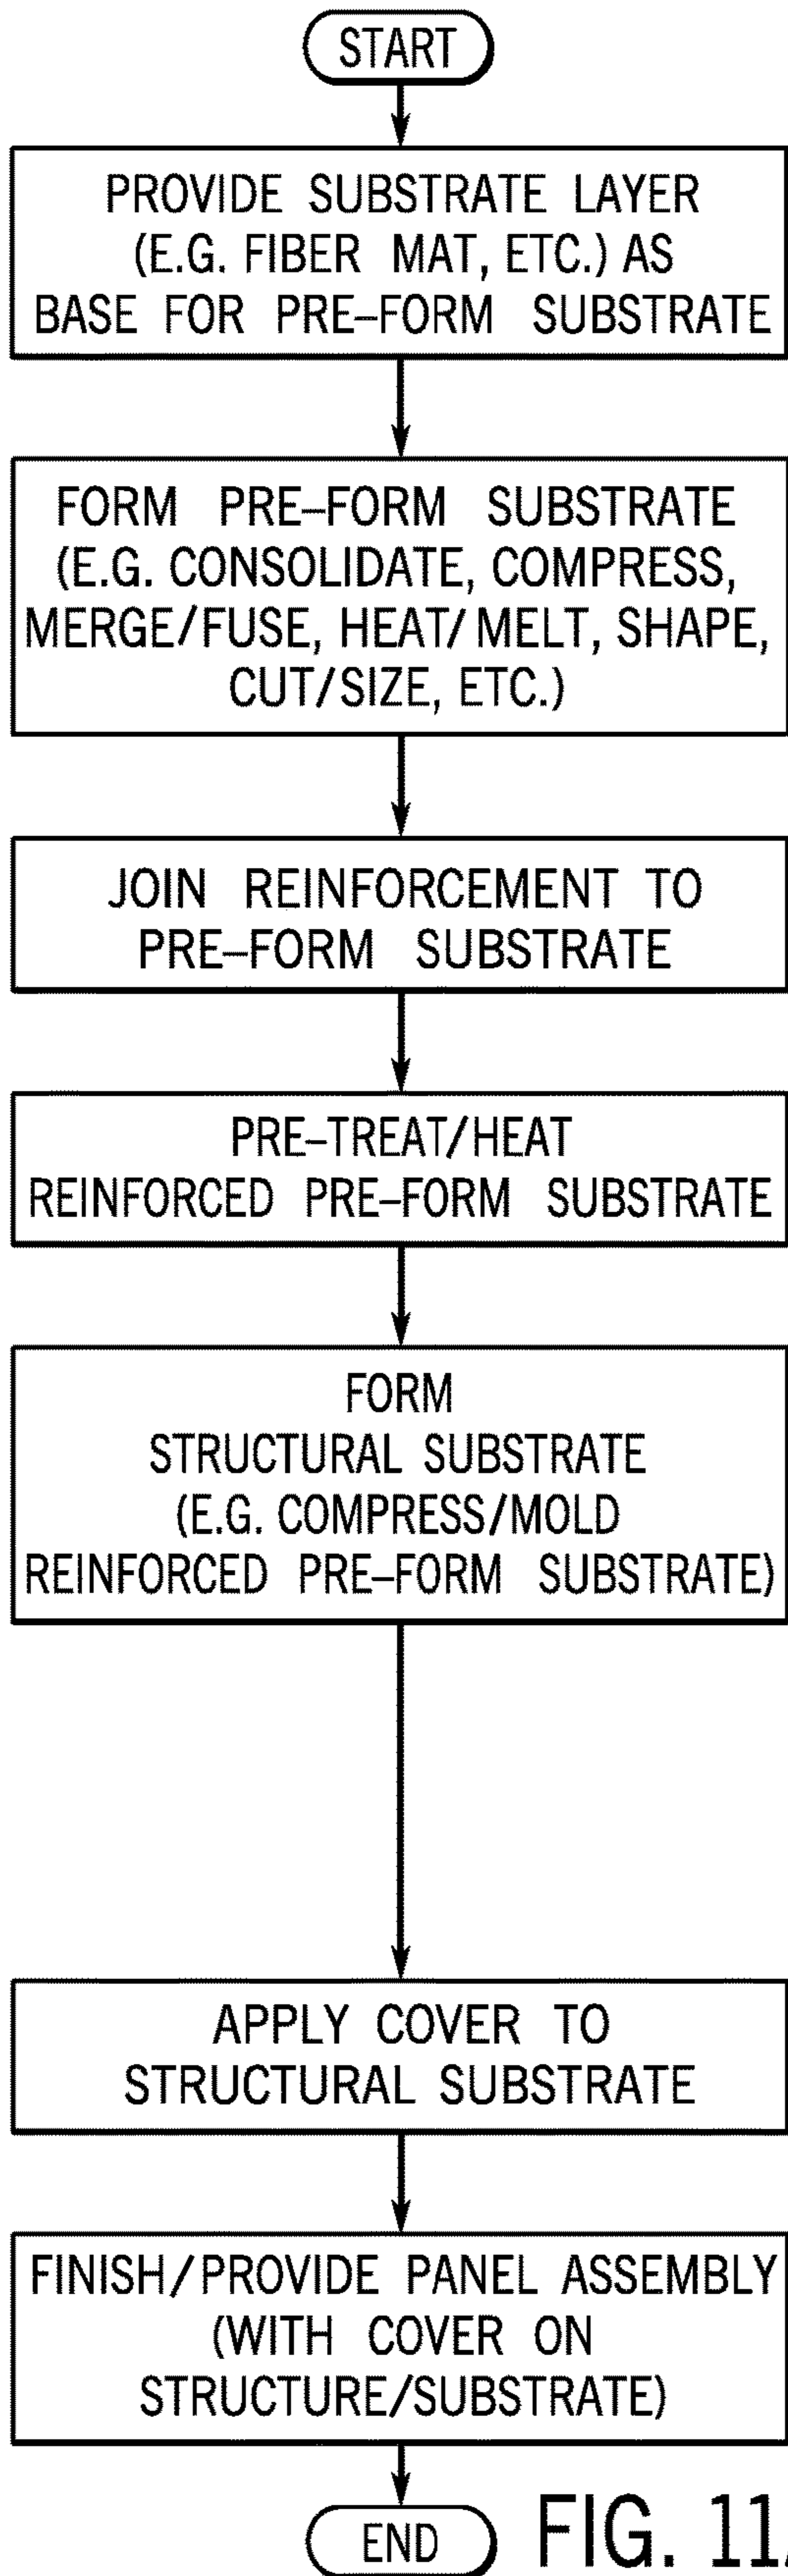 START
PROVIDE SUBSTRATE LAYER
(E.G. FIBER MAT, ETC.) AS
BASE FOR PRE–FORM SUBSTRATE
FORM PRE–FORM SUBSTRATE
(E.G. CONSOLIDATE, COMPRESS,
MERGE/FUSE, HEAT/MELT, SHAPE,
CUT/SIZE, ETC.)
JOIN REINFORCEMENT TO
PRE–FORM SUBSTRATE
PRE–TREAT/HEAT
REINFORCED PRE–FORM SUBSTRATE
FORM
STRUCTURAL SUBSTRATE
(E.G. COMPRESS/MOLD
REINFORCED PRE–FORM SUBSTRATE)
APPLY COVER TO
STRUCTURAL SUBSTRATE
FINISH/PROVIDE PANEL ASSEMBLY
(WITH COVER ON
STRUCTURE/SUBSTRATE)
END
FIG.